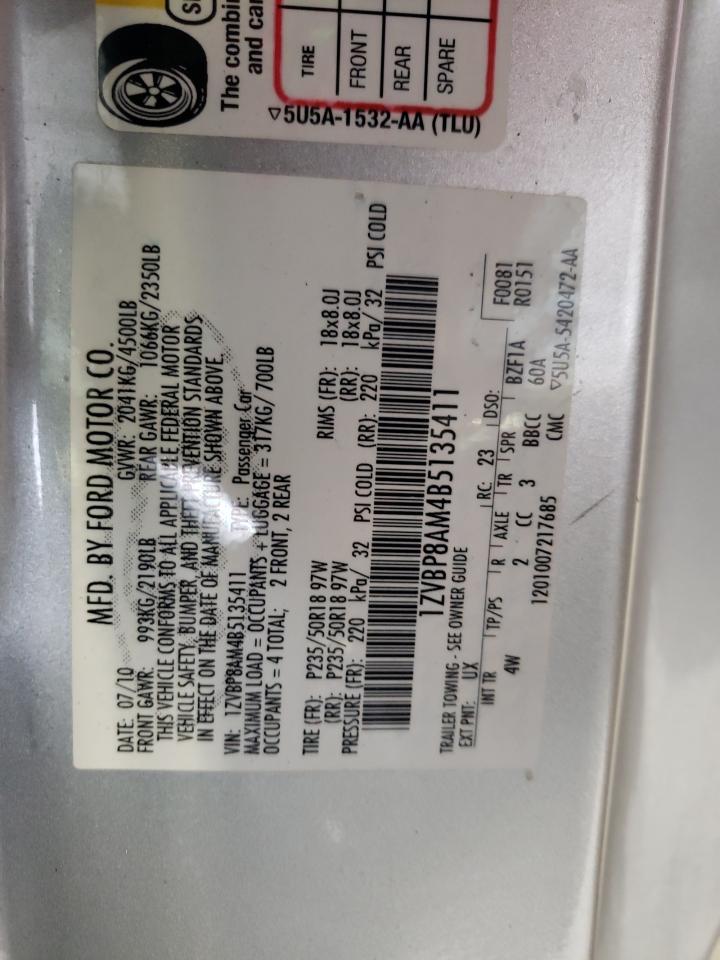 The combin
and car
TIRE
FRONT
REAR
SPARE
▽5U5A-1532-AA (TLU)
MFD. BY FORD MOTOR CO.
DATE: 07/10 GVWR: 2041KG/4500LB
FRONT GAWR: 993KG/2190LB REAR GAWR: 1066KG/2350LB
THIS VEHICLE CONFORMS TO ALL APPLICABLE FEDERAL MOTOR
VEHICLE SAFETY, BUMPER, AND THEFT PREVENTION STANDARDS
IN EFFECT ON THE DATE OF MANUFACTURE SHOWN ABOVE.
VIN: 1ZVBP8AM4B5135411 TYPE: Passenger Car
MAXIMUM LOAD = OCCUPANTS + LUGGAGE = 317KG/ 700LB
OCCUPANTS = 4 TOTAL; 2 FRONT, 2 REAR
TIRE (FR): P235/50R18 97W RIMS (FR): 18x8.0J
(RR): P235/50R18 97W (RR): 18x8.0J
PRESSURE (FR): 220 kPa/ 32 PSI COLD (RR): 220 kPa/ 32 PSI COLD
1ZVBP8AM4B5135411
TRAILER TOWING - SEE OWNER GUIDE
EXT PNT: UX RC: 23 DSO: F0081
R0151
INT TR TP/PS R AXLE TR SPR BZF1A
4W 2 CC 3 BBCC 60A
1201007217685 CMC ▽5U5A-5420472-AA